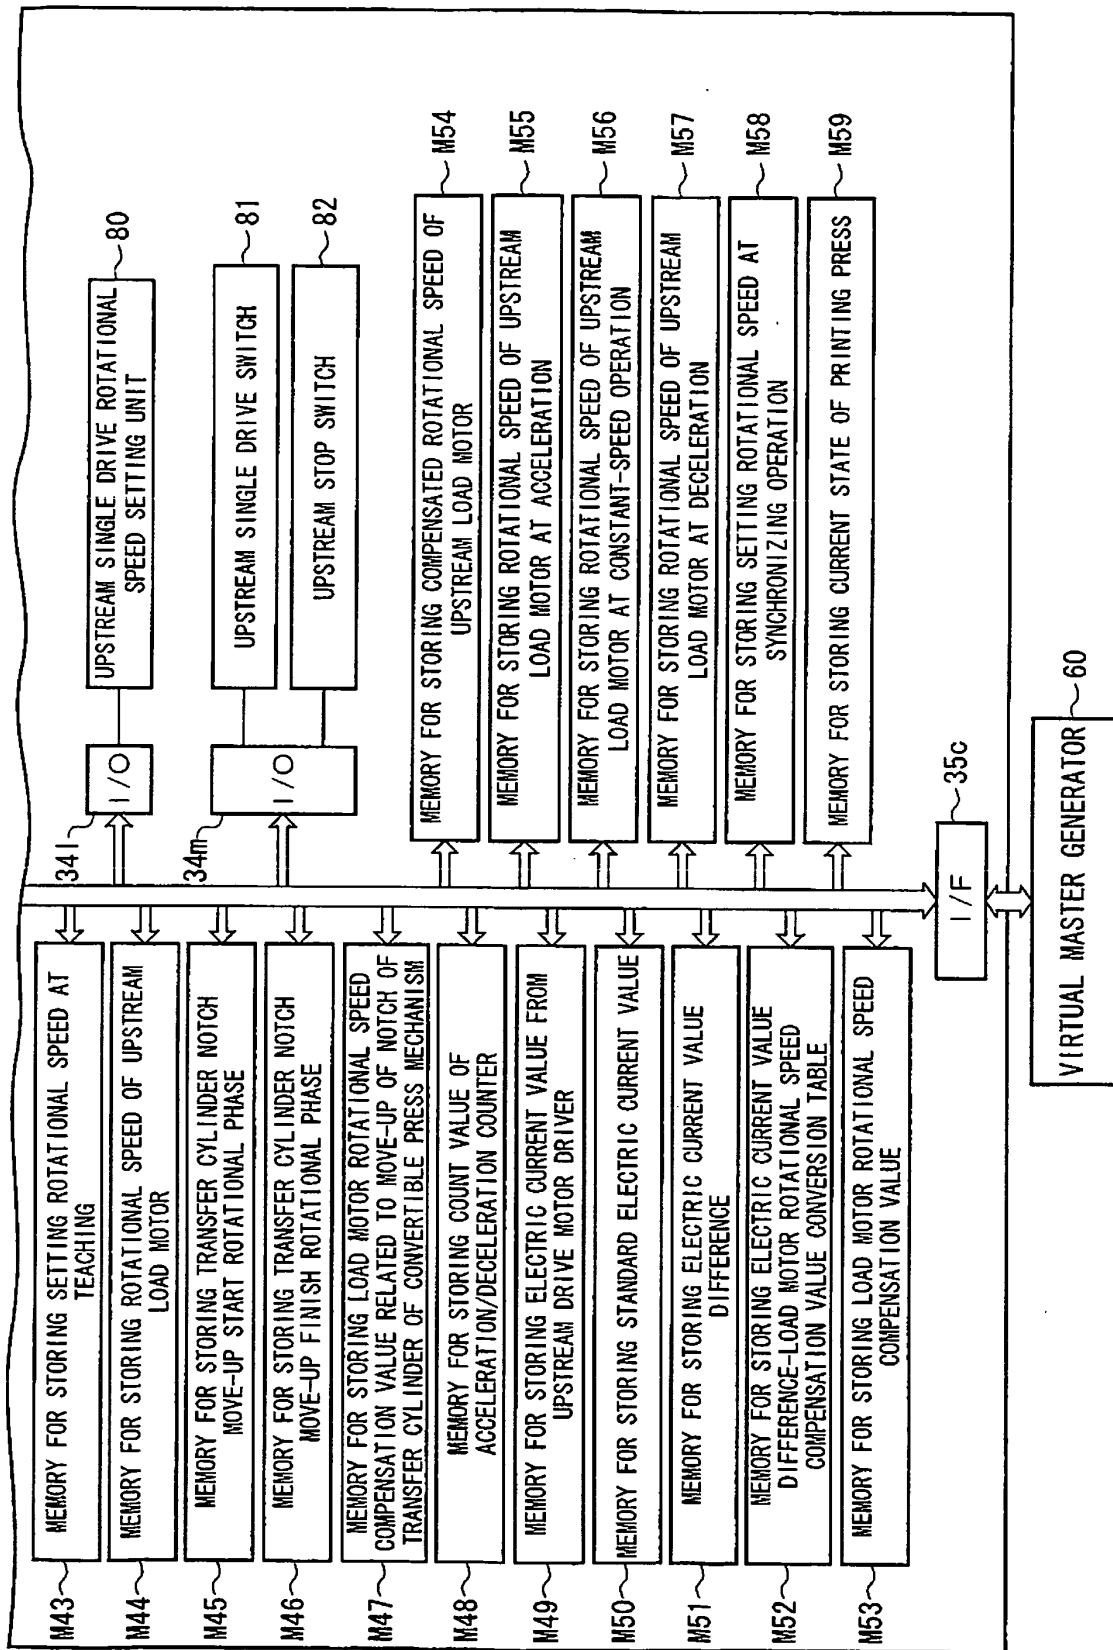 M43
MEMORY FOR STORING SETTING ROTATIONAL SPEED AT
TEACHING
M44
MEMORY FOR STORING ROTATIONAL SPEED OF UPSTREAM
LOAD MOTOR
M45
MEMORY FOR STORING TRANSFER CYLINDER NOTCH
MOVE-UP START ROTATIONAL PHASE
M46
MEMORY FOR STORING TRANSFER CYLINDER NOTCH
MOVE-UP FINISH ROTATIONAL PHASE
M47
MEMORY FOR STORING LOAD MOTOR ROTATIONAL SPEED
COMPENSATION VALUE RELATED TO MOVE-UP OF NOTCH OF
TRANSFER CYLINDER OF CONVERTIBLE PRESS MECHANISM
M48
MEMORY FOR STORING COUNT VALUE OF
ACCELERATION/DECELERATION COUNTER
M49
MEMORY FOR STORING ELECTRIC CURRENT VALUE FROM
UPSTREAM DRIVE MOTOR DRIVER
M50
MEMORY FOR STORING STANDARD ELECTRIC CURRENT VALUE
M51
MEMORY FOR STORING ELECTRIC CURRENT VALUE
DIFFERENCE
M52
MEMORY FOR STORING ELECTRIC CURRENT VALUE
DIFFERENCE-LOAD MOTOR ROTATIONAL SPEED
COMPENSATION VALUE CONVERSION TABLE
M53
MEMORY FOR STORING LOAD MOTOR ROTATIONAL SPEED
COMPENSATION VALUE
34l
I/O
UPSTREAM SINGLE DRIVE ROTATIONAL
SPEED SETTING UNIT
80
34m
I/O
UPSTREAM SINGLE DRIVE SWITCH
81
UPSTREAM STOP SWITCH
82
MEMORY FOR STORING COMPENSATED ROTATIONAL SPEED OF
UPSTREAM LOAD MOTOR
M54
MEMORY FOR STORING ROTATIONAL SPEED OF UPSTREAM
LOAD MOTOR AT ACCELERATION
M55
MEMORY FOR STORING ROTATIONAL SPEED OF UPSTREAM
LOAD MOTOR AT CONSTANT-SPEED OPERATION
M56
MEMORY FOR STORING ROTATIONAL SPEED OF UPSTREAM
LOAD MOTOR AT DECELERATION
M57
MEMORY FOR STORING SETTING ROTATIONAL SPEED AT
SYNCHRONIZING OPERATION
M58
MEMORY FOR STORING CURRENT STATE OF PRINTING PRESS
M59
I/F
35c
VIRTUAL MASTER GENERATOR
60